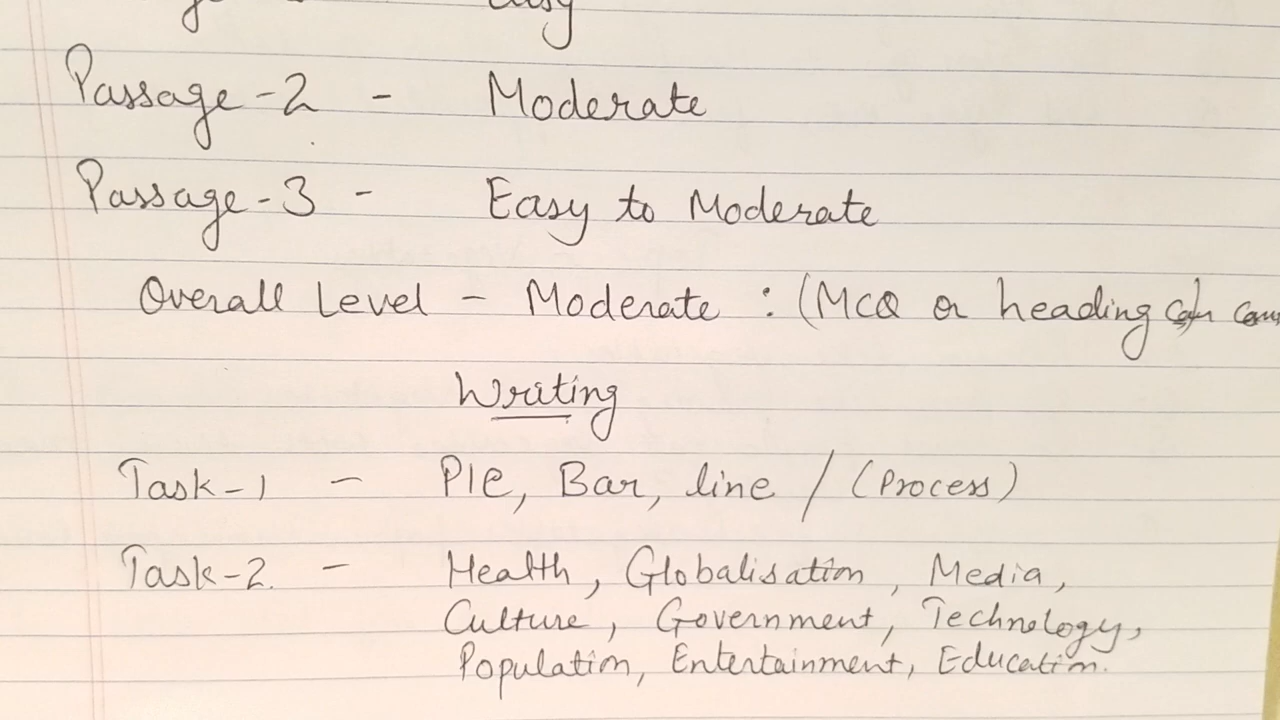 Passage-2 - Moderate
Passage-3 - Easy to Moderate
Overall Level - Moderate : (MCQ or heading can
Writing
Task-1 - PIE, Bar, line / (Process)
Task-2. - Health, Globalisation, Media,
Culture, Government, Technology,
Population, Entertainment, Education.